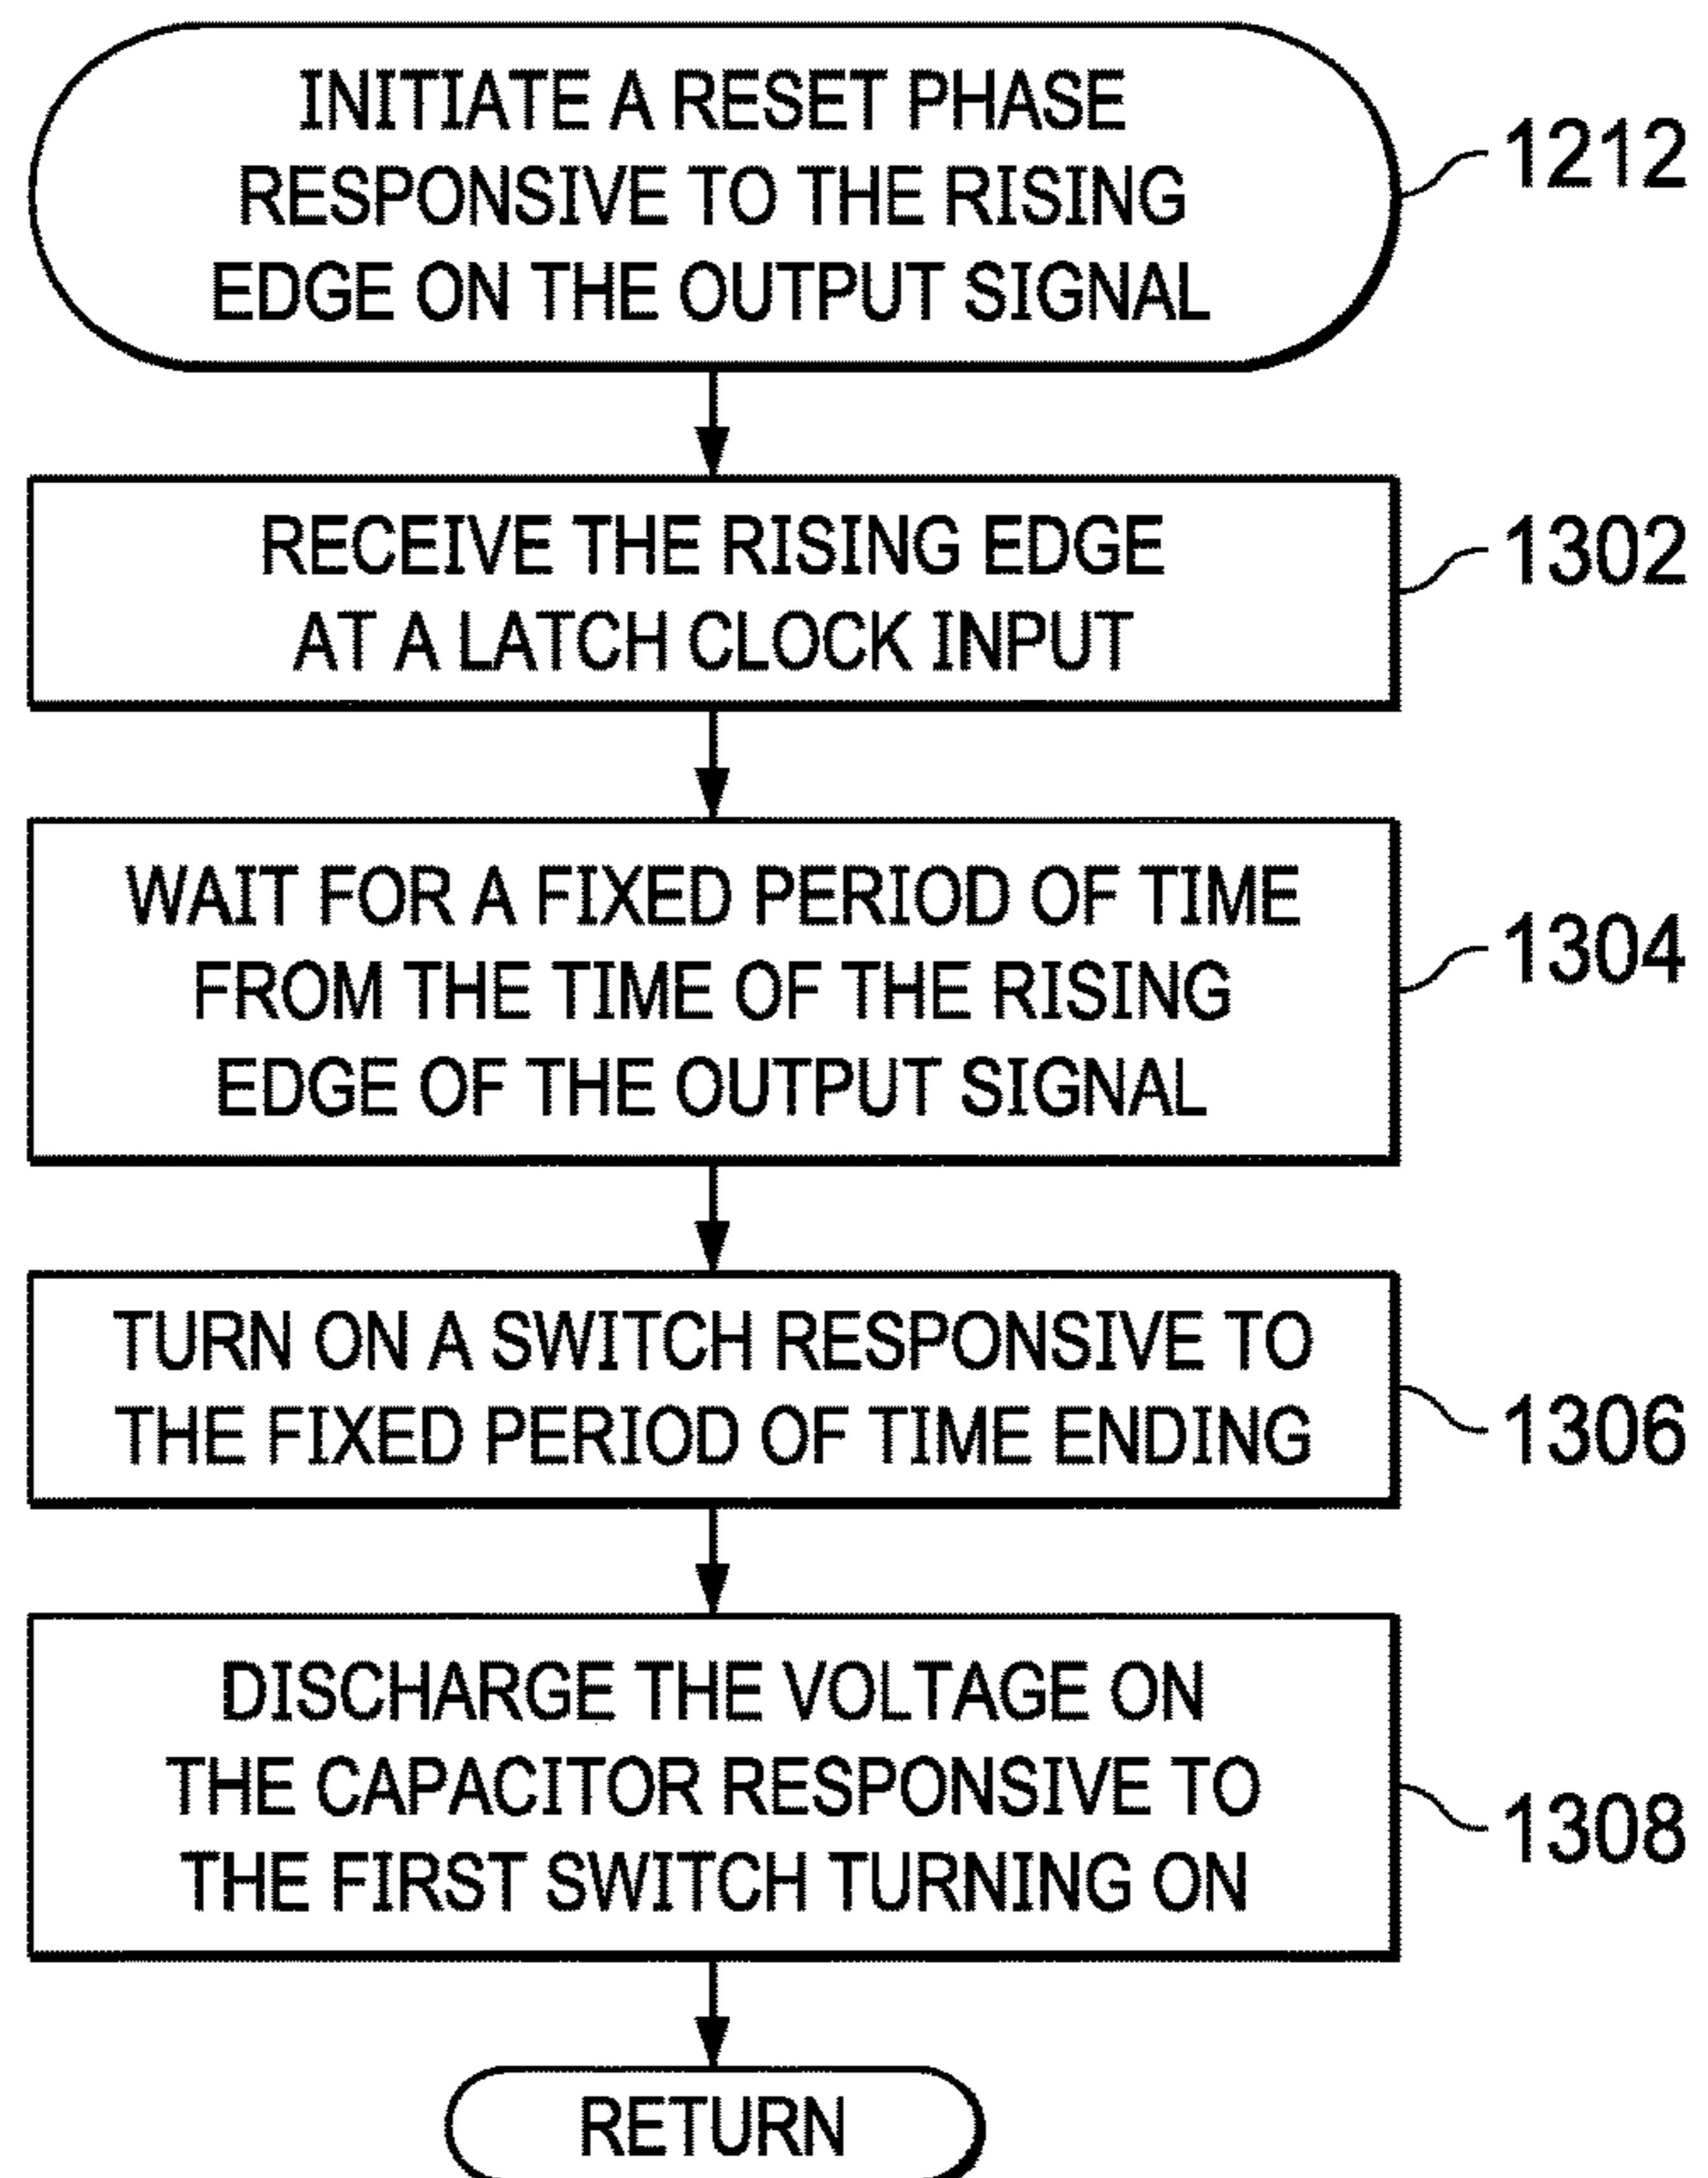 INITIATE A RESET PHASE
RESPONSIVE TO THE RISING
EDGE ON THE OUTPUT SIGNAL
1212
RECEIVE THE RISING EDGE
AT A LATCH CLOCK INPUT
1302
WAIT FOR A FIXED PERIOD OF TIME
FROM THE TIME OF THE RISING
EDGE OF THE OUTPUT SIGNAL
1304
TURN ON A SWITCH RESPONSIVE TO
THE FIXED PERIOD OF TIME ENDING
1306
DISCHARGE THE VOLTAGE ON
THE CAPACITOR RESPONSIVE TO
THE FIRST SWITCH TURNING ON
1308
RETURN